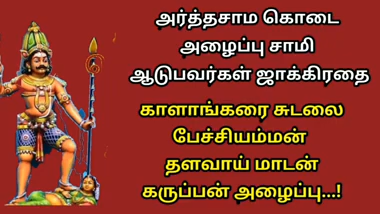 அர்த்தசாம கொடை
அழைப்பு சாமி
ஆடுபவர்கள் ஜாக்கிரதை
காளாங்கரை சுடலை
பேச்சியம்மன்
தளவாய் மாடன்
கருப்பன் அழைப்பு...!